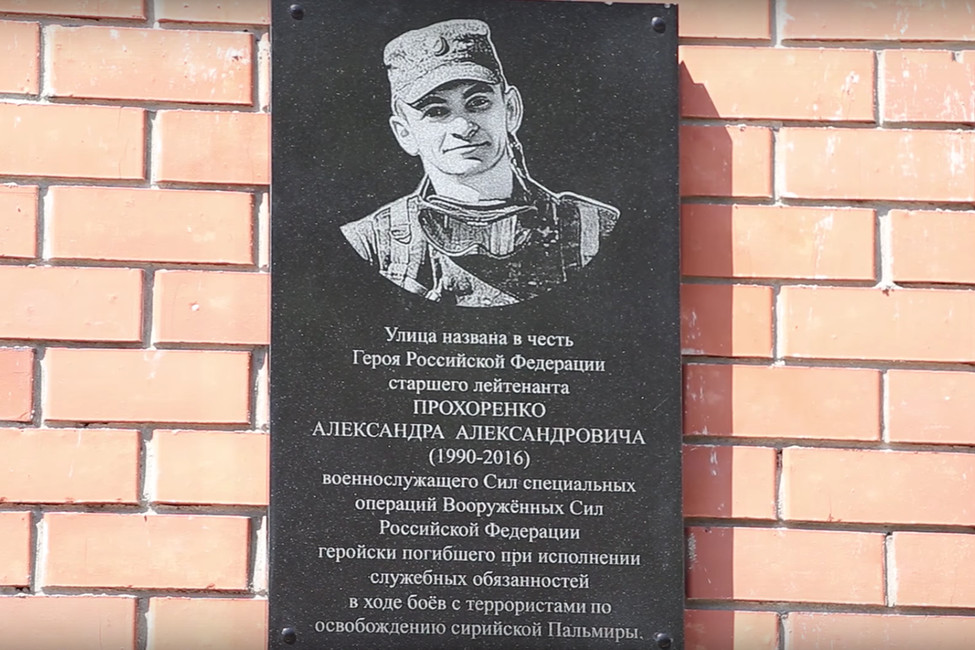 Улица названа в честь
Героя Российской Федерации
старшего лейтенанта
ПРОХОРЕНКО
АЛЕКСАНДРА АЛЕКСАНДРОВИЧА
(1990-2016)
военнослужащего Сил специальных
операций Вооружённых Сил
Российской Федерации
геройски погибшего при исполнении
служебных обязанностей
в ходе боёв с террористами по
освобождению сирийской Пальмиры.